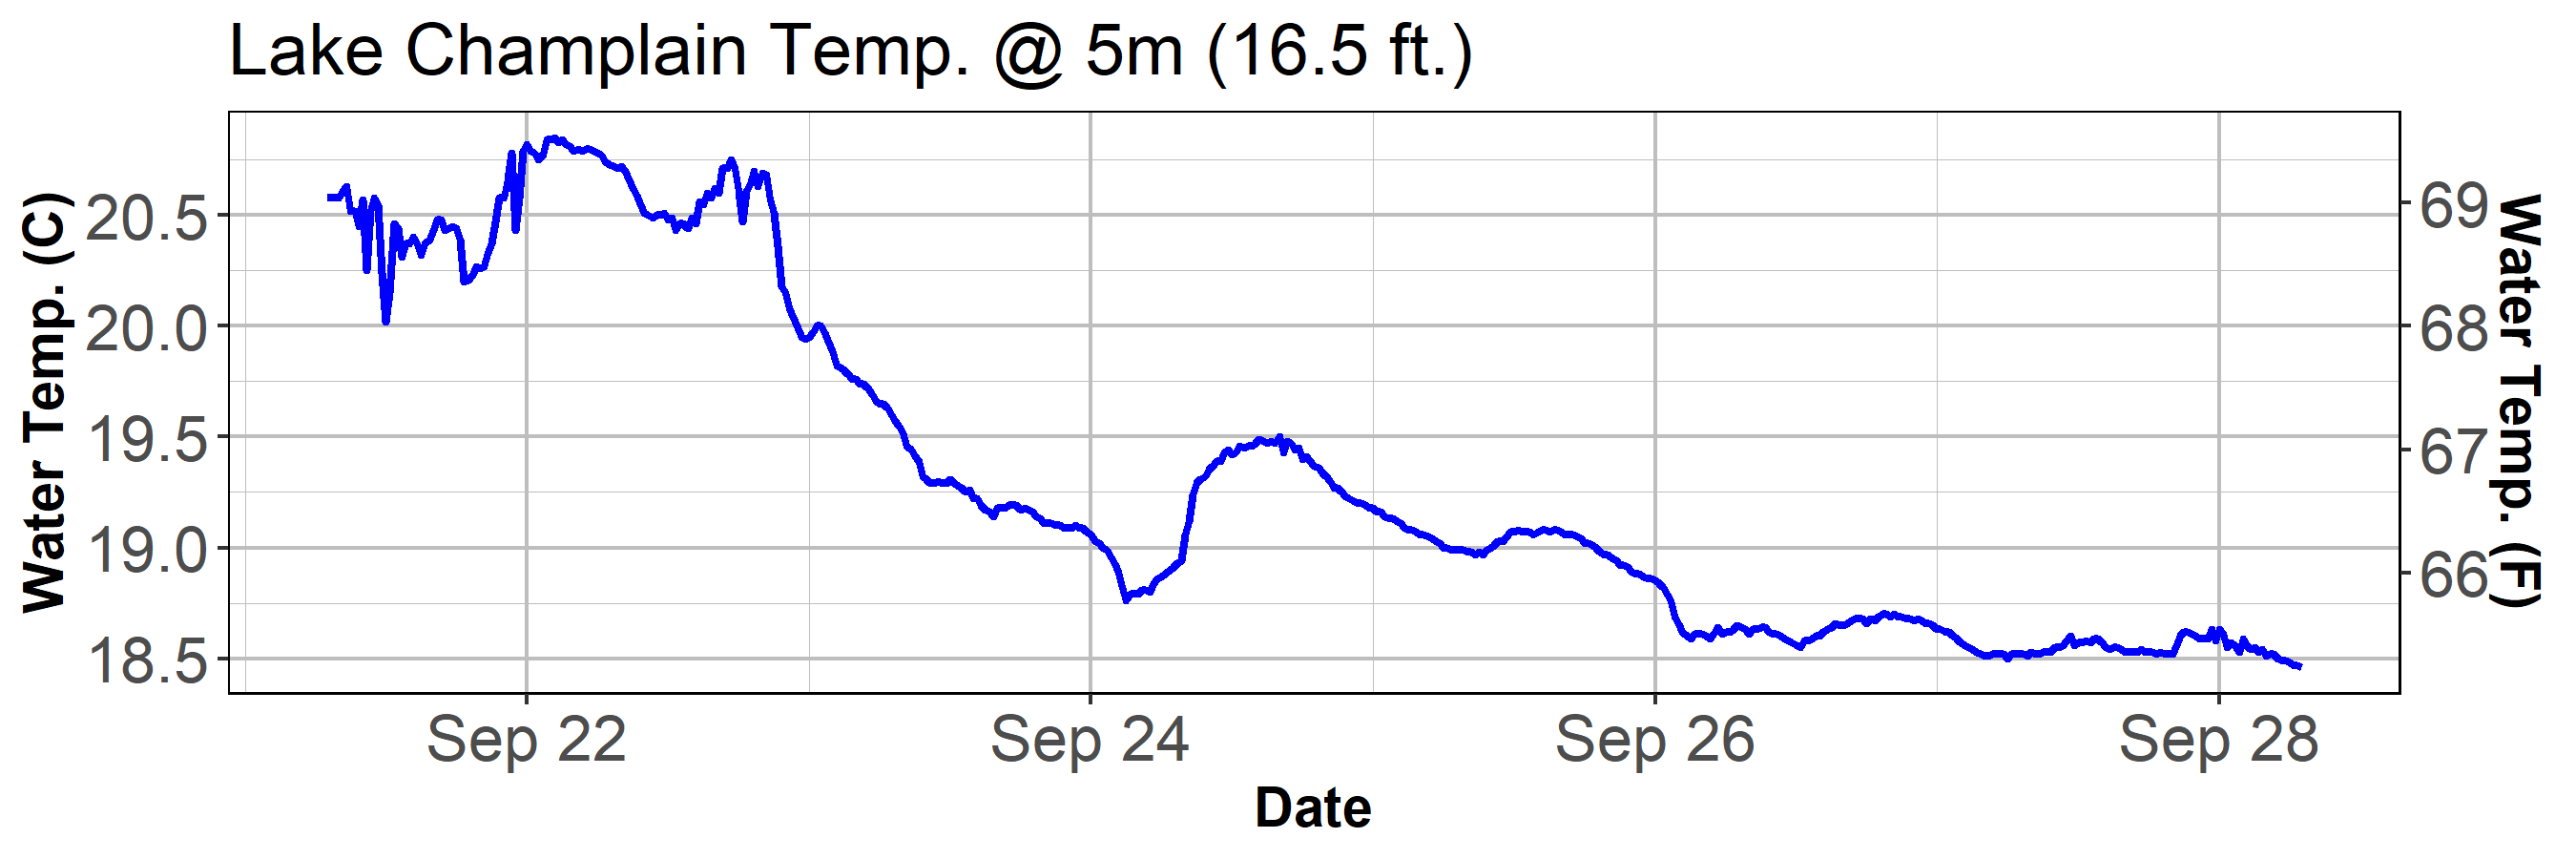 Lake Champlain Temp. @ 5m (16.5 ft.)
Water Temp. (C)
20.5
20.0
19.5
19.0
18.5
69
68
67
66
Water Temp. (F)
Sep 22
Sep 24
Sep 26
Sep 28
Date